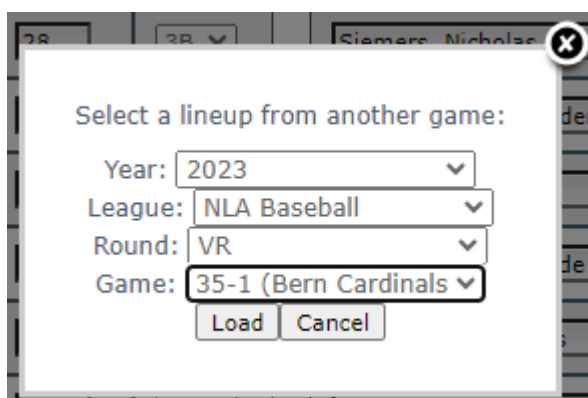 28 3B Siemers, Nicholas
Select a lineup from another game:
Year: 2023
League: NLA Baseball
Round: VR
Game: 35-1 (Bern Cardinals
Load Cancel